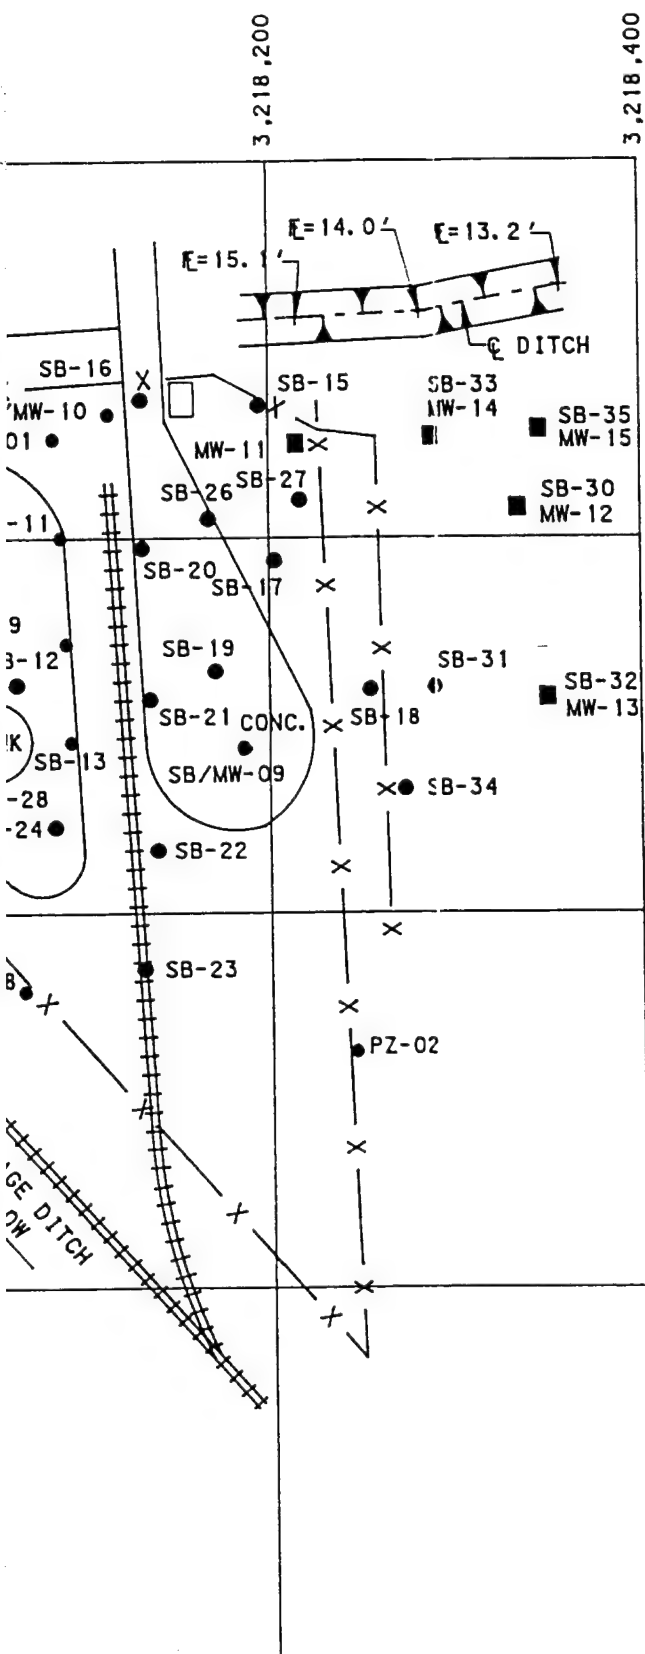 3,218,200
3,218,400
℄=14.0'
℄=13.2'
℄=15.1'
℄ DITCH
SB-16
SB-15
SB-33
MW-14
/MW-10
SB-35
MW-15
01
MW-11
SB-27
SB-26
SB-30
MW-12
-11
SB-20
SB-17
9
SB-19
SB-31
B-12
SB-21
SB-18
SB-32
MW-13
CONC.
SB-13
SB/MW-09
SB-34
-28
-24
SB-22
SB-23
PZ-02
GE DITCH
OW